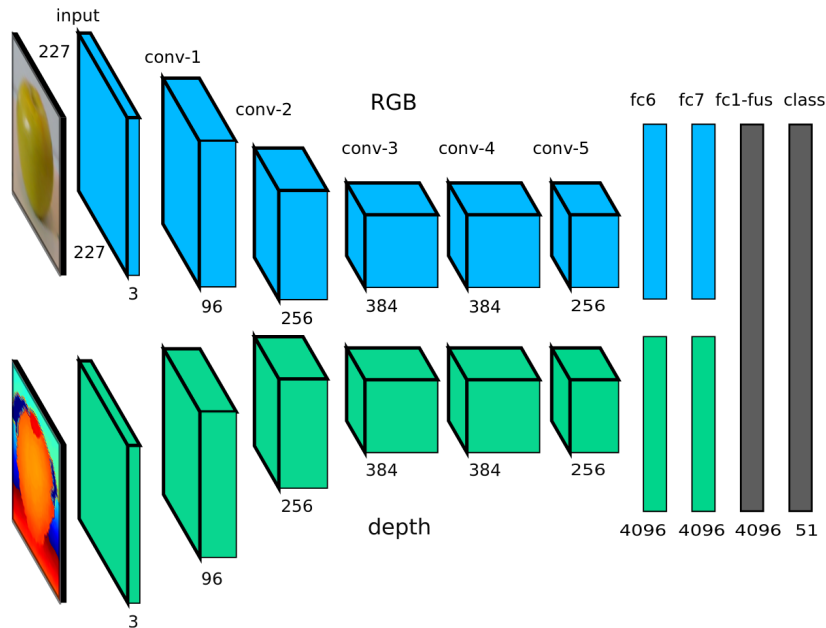 input
227
conv-1
conv-2
RGB
fc6 fc7 fc1-fus class
conv-3 conv-4 conv-5
227
3
96
256
384
384
256
384
384
256
256
depth
4096 4096 4096 51
96
3